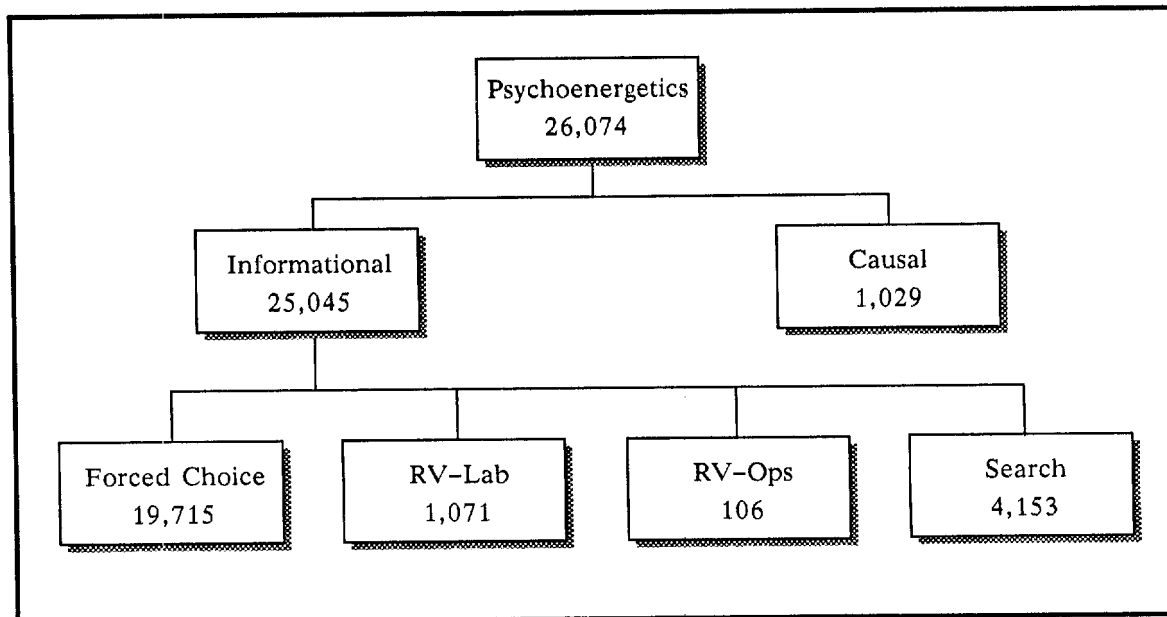 Psychoenergetics
26,074
Informational
25,045
Causal
1,029
Forced Choice
19,715
RV-Lab
1,071
RV-Ops
106
Search
4,153